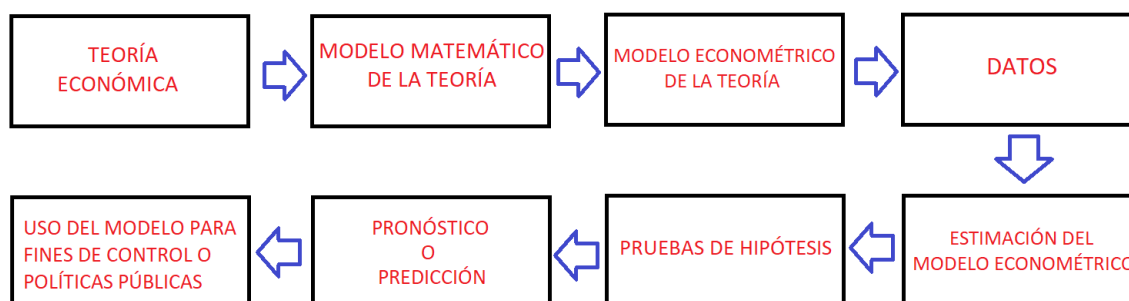 TEORÍA
ECONÓMICA
MODELO MATEMÁTICO
DE LA TEORÍA
MODELO ECONOMÉTRICO
DE LA TEORÍA
DATOS
ESTIMACIÓN DEL
MODELO ECONOMÉTRICO
PRUEBAS DE HIPÓTESIS
PRONÓSTICO
O
PREDICCIÓN
USO DEL MODELO PARA
FINES DE CONTROL O
POLÍTICAS PÚBLICAS